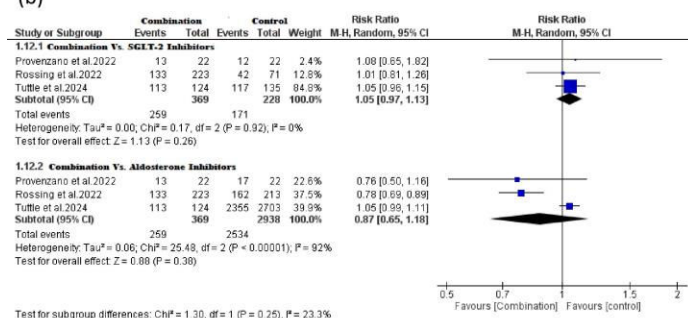 (b)
Combination Control Risk Ratio Risk Ratio
Study or Subgroup Events Total Events Total Weight M-H, Random, 95% CI M-H, Random, 95% CI
1.12.1 Combination Vs. SGLT-2 Inhibitors
Provenzano et al.2022 13 22 12 22 2.4% 1.08 [0.65, 1.82]
Rossing et al.2022 133 223 42 71 12.8% 1.01 [0.81, 1.26]
Tuttle et al.2024 113 124 117 135 84.8% 1.05 [0.96, 1.15]
Subtotal (95% CI) 369 228 100.0% 1.05 [0.97, 1.13]
Total events 259 171
Heterogeneity: Tau² = 0.00; Chi² = 0.17, df = 2 (P = 0.92); I² = 0%
Test for overall effect: Z = 1.13 (P = 0.26)
1.12.2 Combination Vs. Aldosterone Inhibitors
Provenzano et al.2022 13 22 17 22 22.6% 0.76 [0.50, 1.16]
Rossing et al.2022 133 223 162 213 37.5% 0.78 [0.69, 0.89]
Tuttle et al.2024 113 124 2355 2703 39.9% 1.05 [0.99, 1.11]
Subtotal (95% CI) 369 2938 100.0% 0.87 [0.65, 1.18]
Total events 259 2534
Heterogeneity: Tau² = 0.06; Chi² = 25.48, df = 2 (P < 0.00001); I² = 92%
Test for overall effect: Z = 0.88 (P = 0.38)
0.5 0.7 1 1.5 2
Favours [Combination] Favours [control]
Test for subgroup differences: Chi² = 1.30, df = 1 (P = 0.25), I² = 23.3%